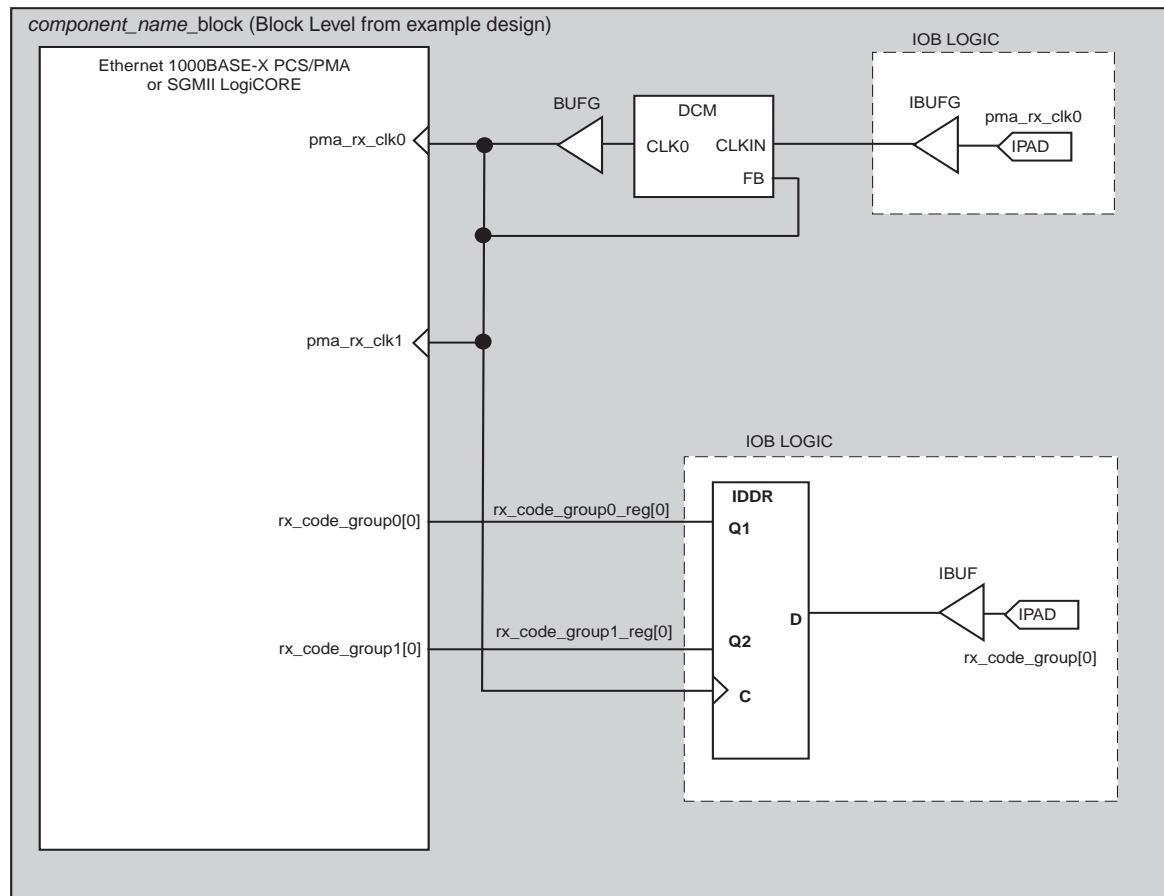 component_name_block (Block Level from example design)
Ethernet 1000BASE-X PCS/PMA
or SGMII LogiCORE
IOB LOGIC
BUFG
DCM
IBUFG
pma_rx_clk0
pma_rx_clk0
CLK0
CLKIN
IPAD
FB
pma_rx_clk1
IOB LOGIC
IDDR
rx_code_group0[0]
rx_code_group0_reg[0]
Q1
IBUF
D
IPAD
rx_code_group1[0]
rx_code_group1_reg[0]
Q2
rx_code_group[0]
C